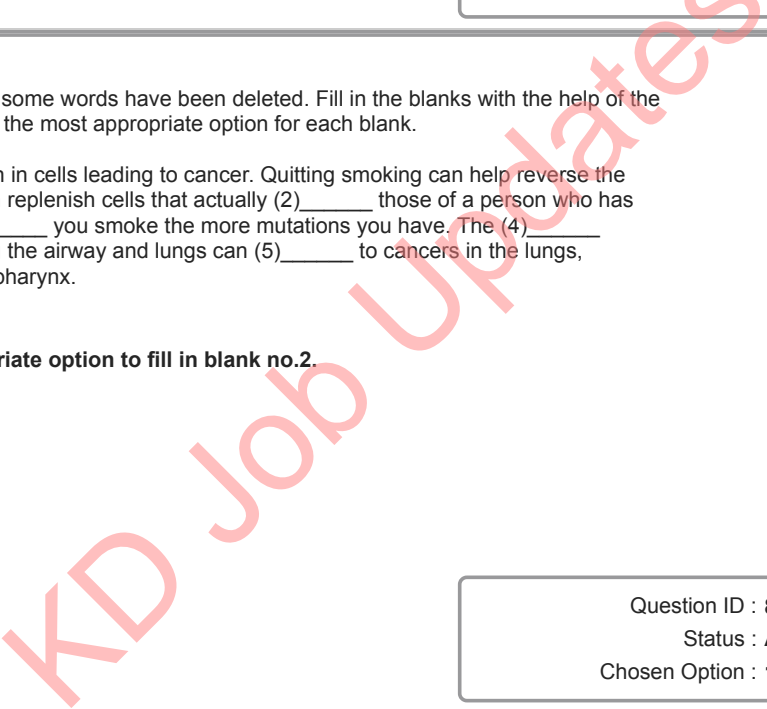 some words have been deleted. Fill in the blanks with the help of the
the most appropriate option for each blank.
in cells leading to cancer. Quitting smoking can help reverse the
replenish cells that actually (2)______ those of a person who has
____ you smoke the more mutations you have. The (4)______
the airway and lungs can (5)______ to cancers in the lungs,
pharynx.
riate option to fill in blank no.2.
Question ID :
Status :
Chosen Option :
KD Job Updates